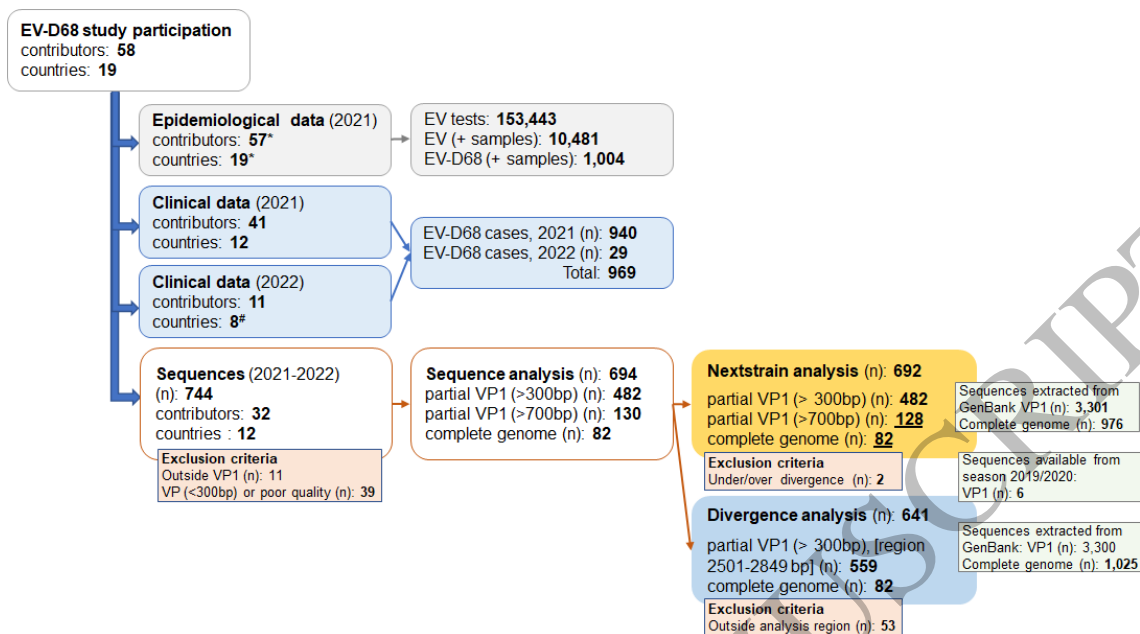 EV-D68 study participation
contributors: 58
countries: 19
Epidemiological data (2021)
contributors: 57*
countries: 19*
EV tests: 153,443
EV (+ samples): 10,481
EV-D68 (+ samples): 1,004
Clinical data (2021)
contributors: 41
countries: 12
EV-D68 cases, 2021 (n): 940
EV-D68 cases, 2022 (n): 29
Total: 969
Clinical data (2022)
contributors: 11
countries: 8#
Sequences (2021-2022)
(n): 744
contributors: 32
countries : 12
Exclusion criteria
Outside VP1 (n): 11
VP (<300bp) or poor quality (n): 39
Sequence analysis (n): 694
partial VP1 (>300bp) (n): 482
partial VP1 (>700bp) (n): 130
complete genome (n): 82
Nextstrain analysis (n): 692
partial VP1 (> 300bp) (n): 482
partial VP1 (>700bp) (n): 128
complete genome (n): 82
Exclusion criteria
Under/over divergence (n): 2
Sequences extracted from
GenBank VP1 (n): 3,301
Complete genome (n): 976
Sequences available from
season 2019/2020:
VP1 (n): 6
Divergence analysis (n): 641
partial VP1 (> 300bp), [region
2501-2849 bp] (n): 559
complete genome (n): 82
Exclusion criteria
Outside analysis region (n): 53
Sequences extracted from
GenBank: VP1 (n): 3,300
Complete genome (n): 1,025
USCRIPT